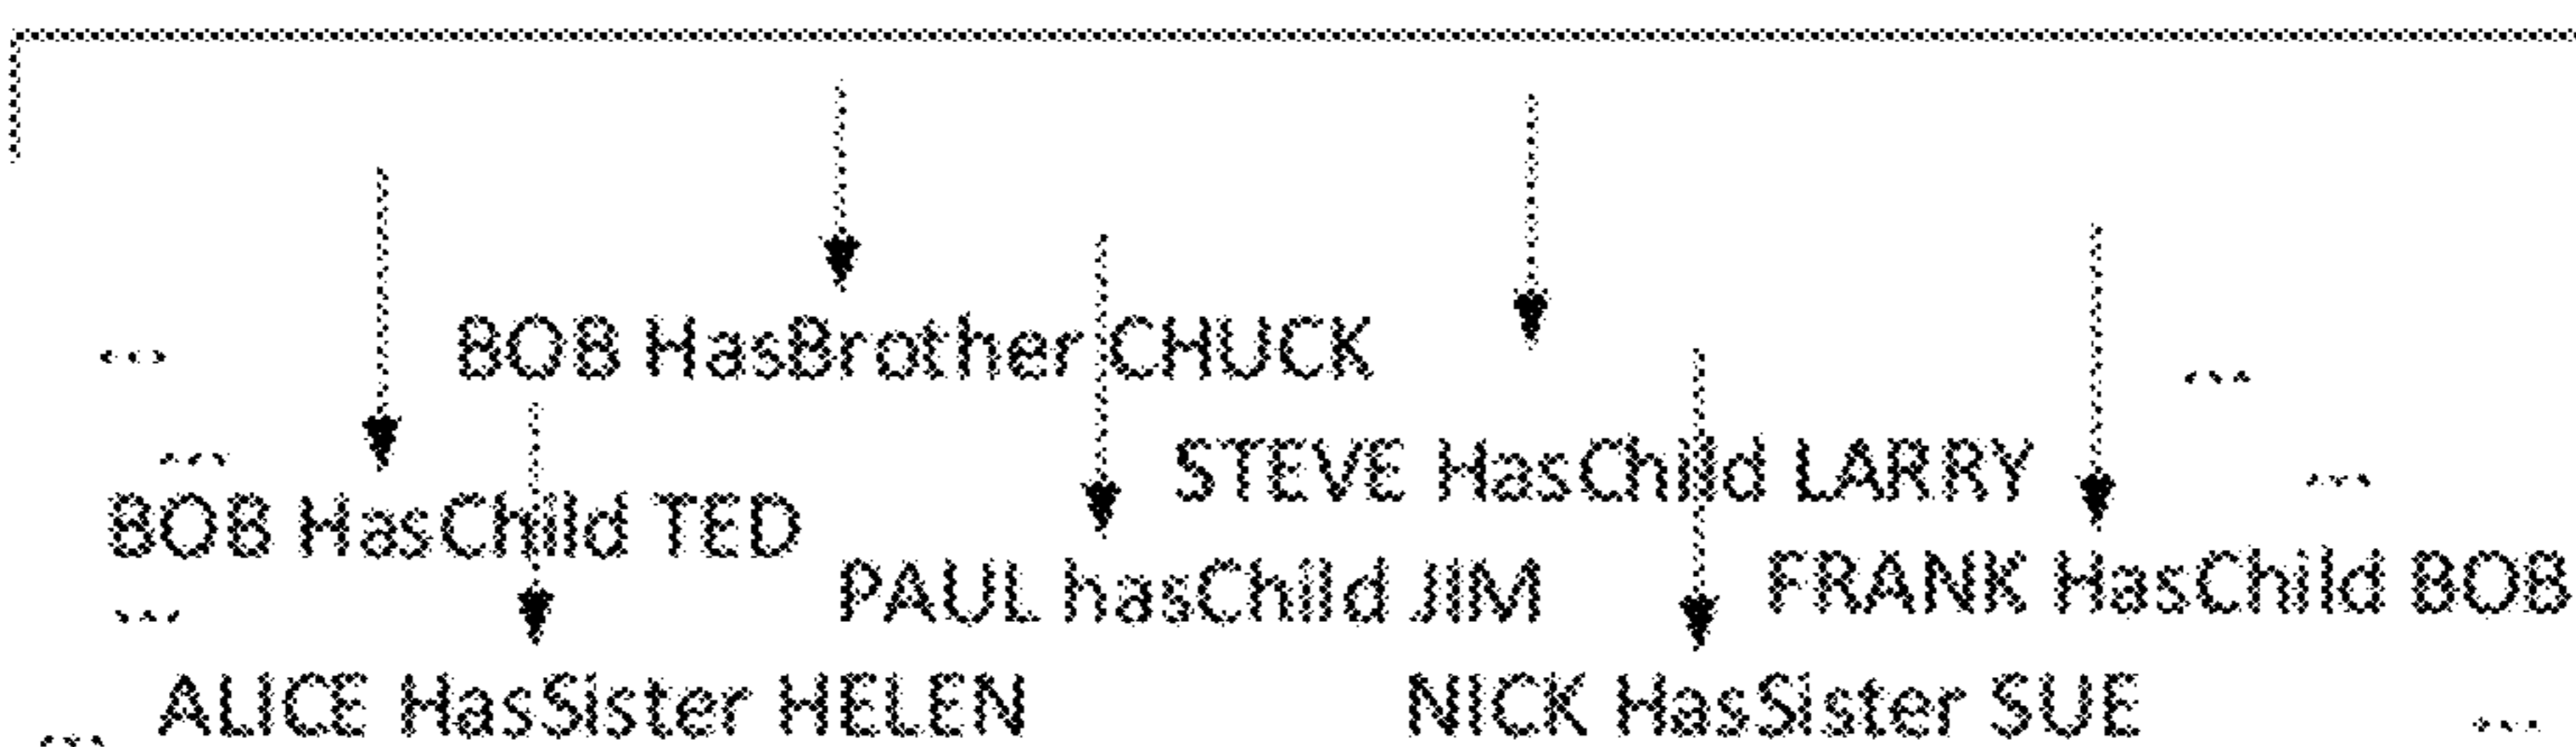 BOB HasBrother CHUCK
STEVE HasChild LARRY
BOB HasChild TED
PAUL hasChild JIM
FRANK HasChild BOB
ALICE HasSister HELEN
NICK HasSister SUE